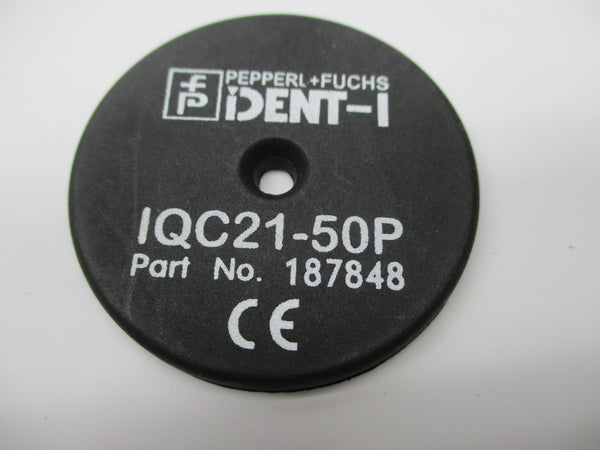 PEPPERL+FUCHS
IDENT-I
IQC21-50P
Part No. 187848
CE